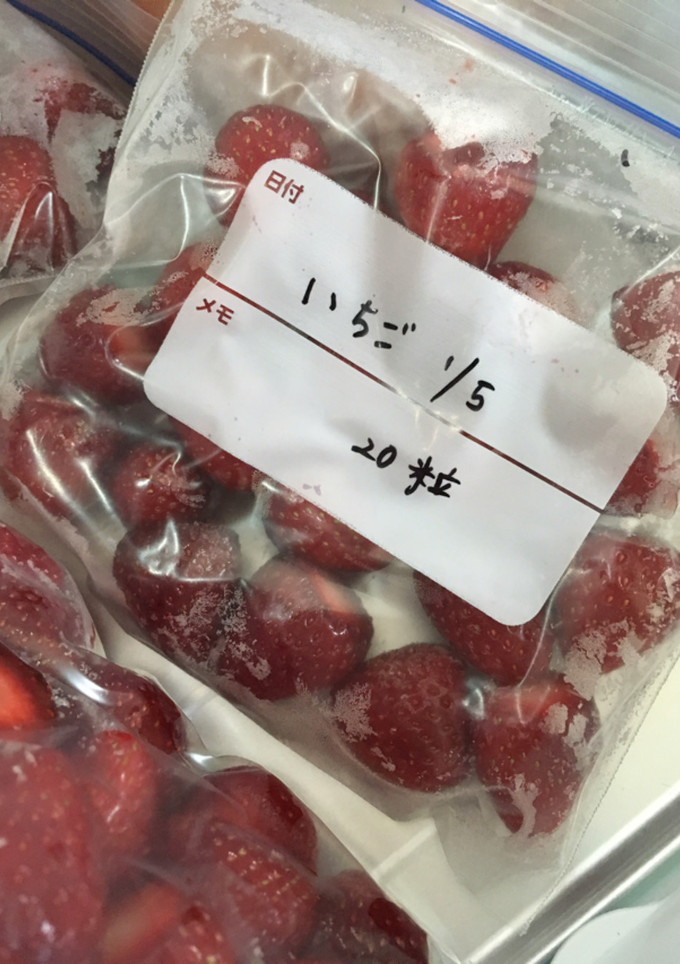 日付
いちご 1/5
メモ
20粒